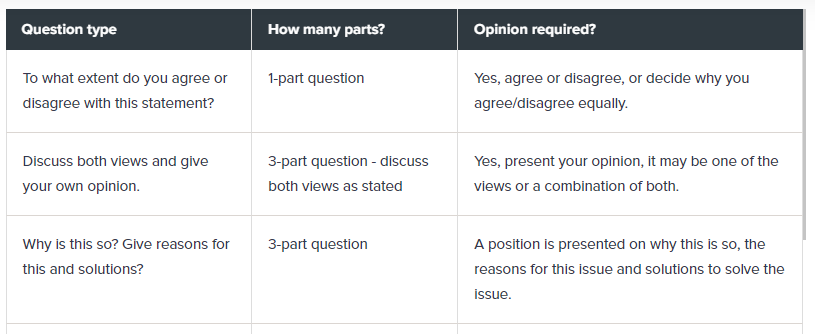 Question type
How many parts?
Opinion required?
To what extent do you agree or
disagree with this statement?
1-part question
Yes, agree or disagree, or decide why you
agree/disagree equally.
Discuss both views and give
your own opinion.
3-part question - discuss
both views as stated
Yes, present your opinion, it may be one of the
views or a combination of both.
Why is this so? Give reasons for
this and solutions?
3-part question
A position is presented on why this is so, the
reasons for this issue and solutions to solve the
issue.